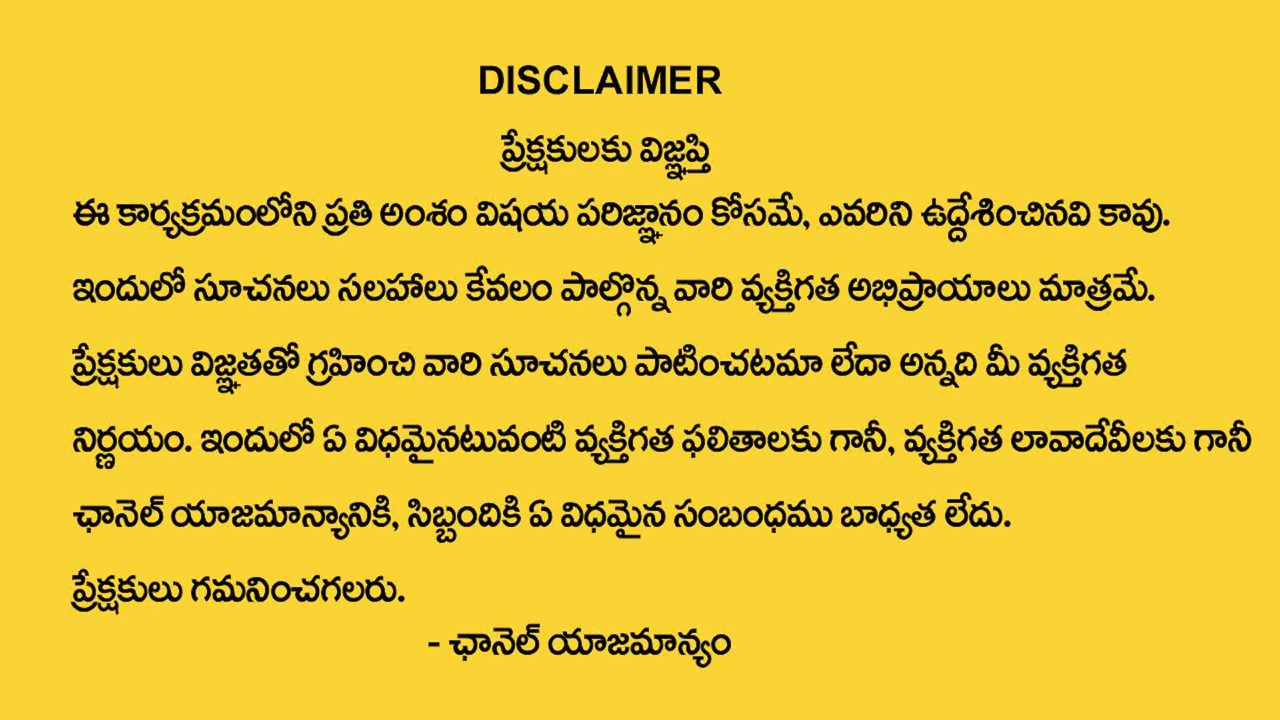 DISCLAIMER
ప్రేక్షకులకు విజ్ఞప్తి
ఈ కార్యక్రమంలోని ప్రతి అంశం విషయ పరిజ్ఞానం కోసమే, ఎవరిని ఉద్దేశించినవి కావు.
ఇందులో సూచనలు సలహాలు కేవలం పాల్గొన్న వారి వ్యక్తిగత అభిప్రాయాలు మాత్రమే.
ప్రేక్షకులు విజ్ఞతతో గ్రహించి వారి సూచనలు పాటించటమా లేదా అన్నది మీ వ్యక్తిగత
నిర్ణయం. ఇందులో ఏ విధమైనటువంటి వ్యక్తిగత ఫలితాలకు గానీ, వ్యక్తిగత లావాదేవీలకు గానీ
ఛానెల్ యాజమాన్యానికి, సిబ్బందికి ఏ విధమైన సంబంధము బాధ్యత లేదు.
ప్రేక్షకులు గమనించగలరు.
- ఛానెల్ యాజమాన్యం